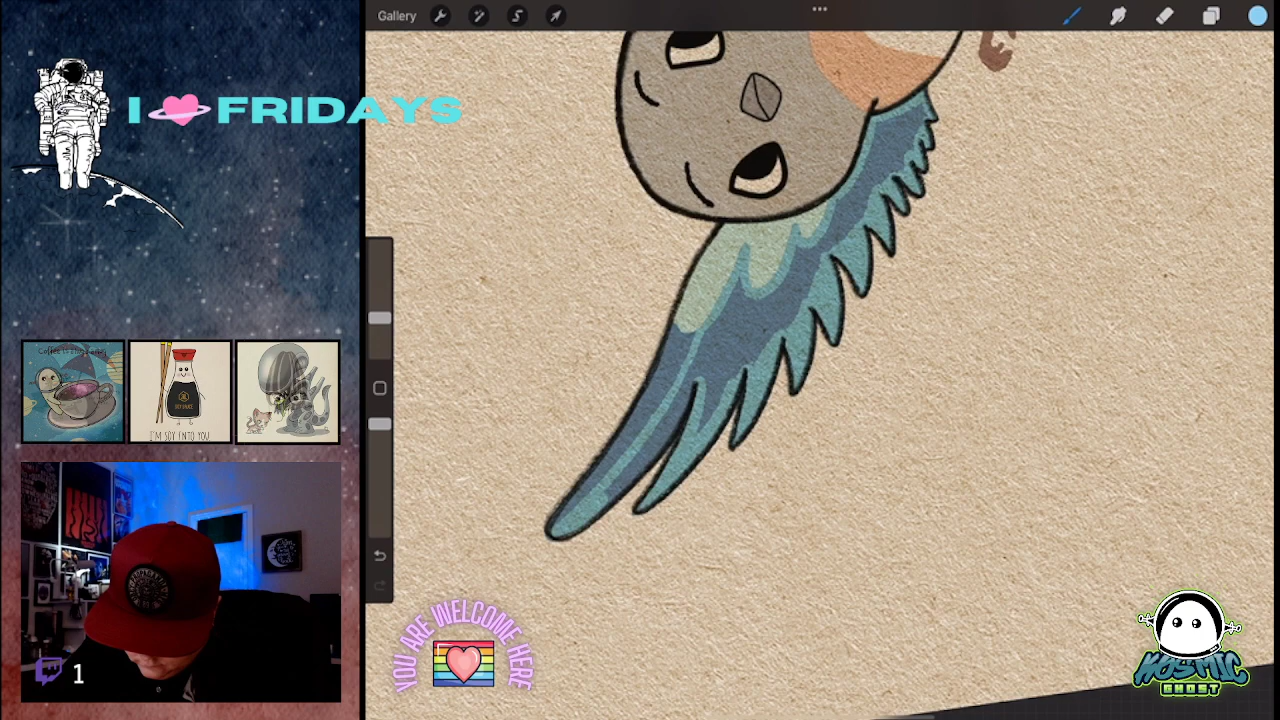 Gallery
I FRIDAYS
I'M SOY INTO YOU
1
YOU ARE WELCOME HERE
KOSMIC
GHOST